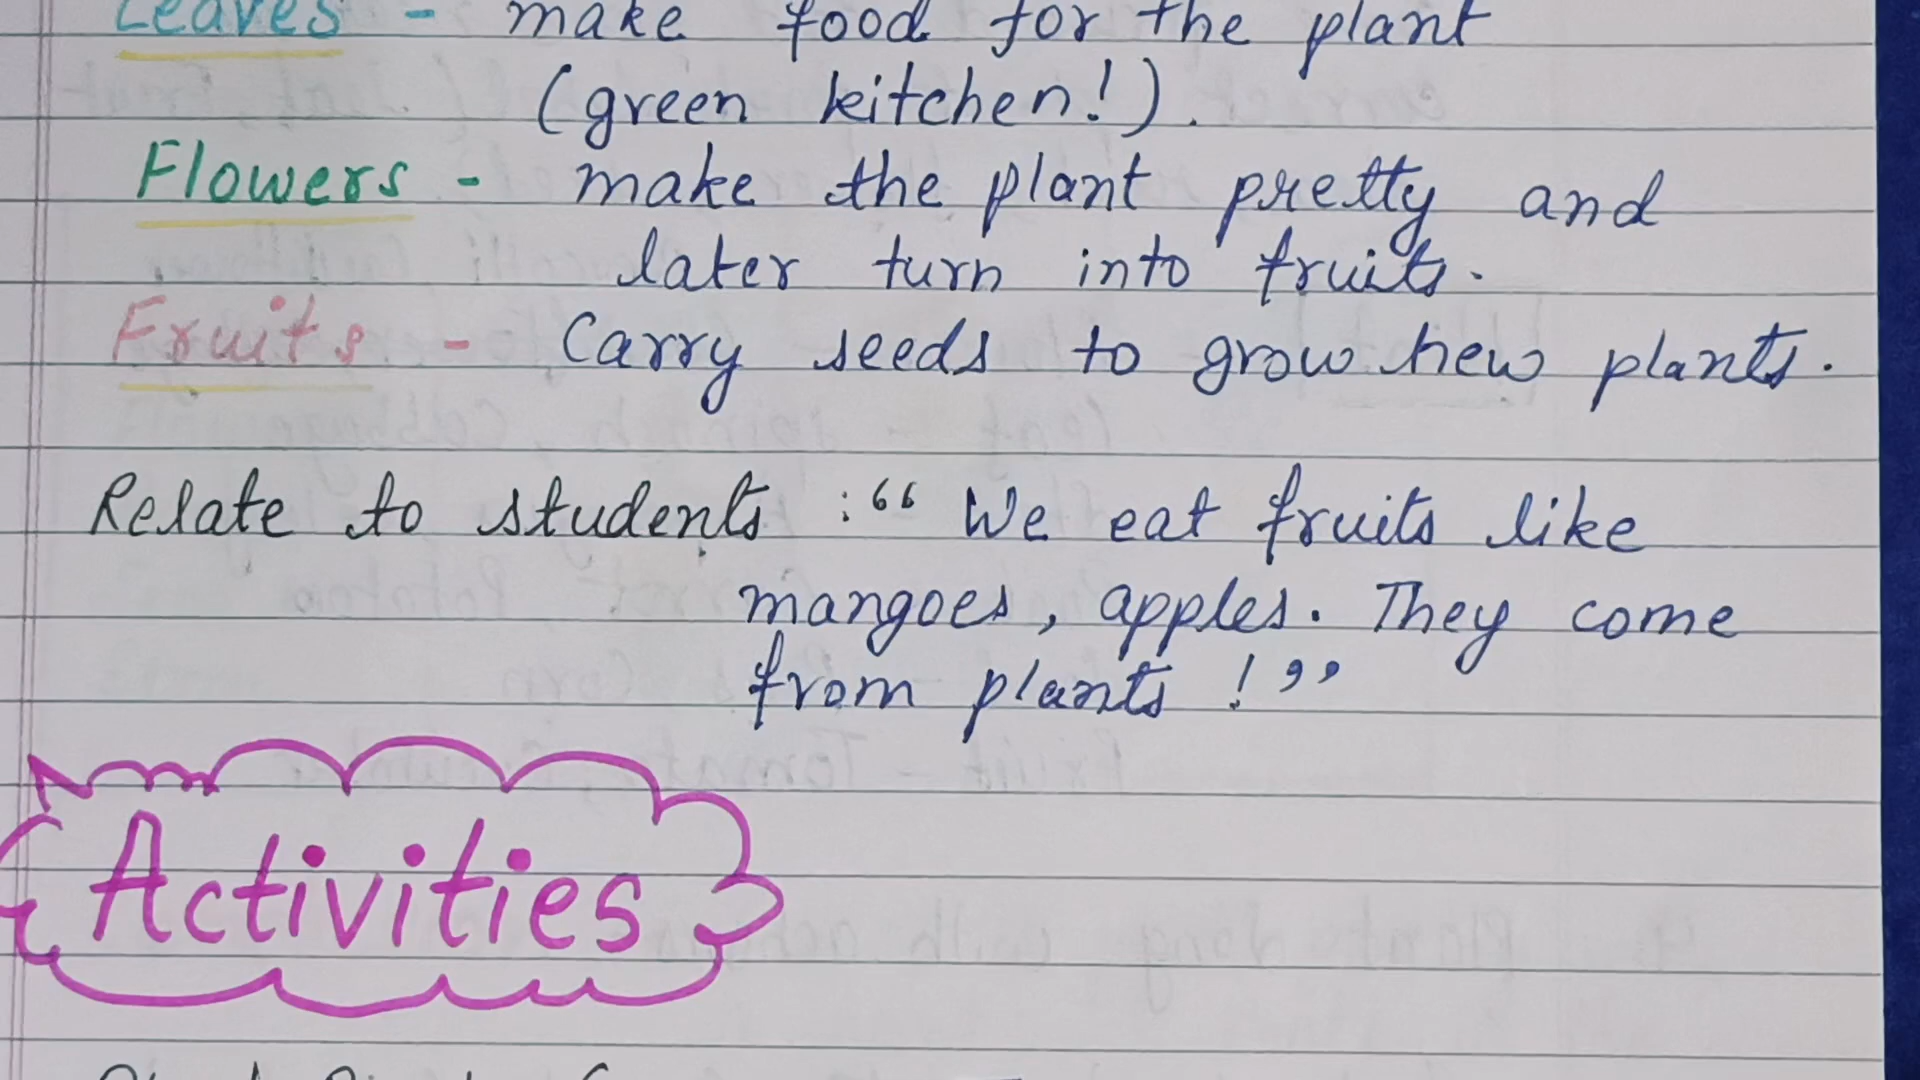 Leaves - make food for the plant
(green kitchen!).
Flowers - make the plant pretty and
later turn into fruits.
Fruits - Carry seeds to grow new plants.
Relate to students : “ We eat fruits like
mangoes, apples. They come
from plants ! ”
Activities